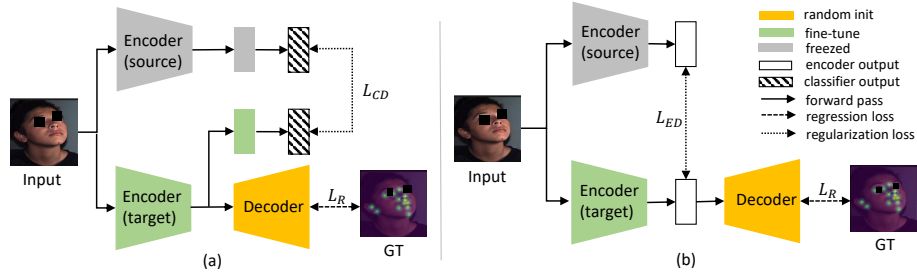 Encoder
(source)
L_CD
Input
Encoder
(target)
Decoder
L_R
GT
(a)
Encoder
(source)
L_ED
Input
Encoder
(target)
Decoder
L_R
GT
(b)
random init
fine-tune
freezed
encoder output
classifier output
forward pass
regression loss
regularization loss